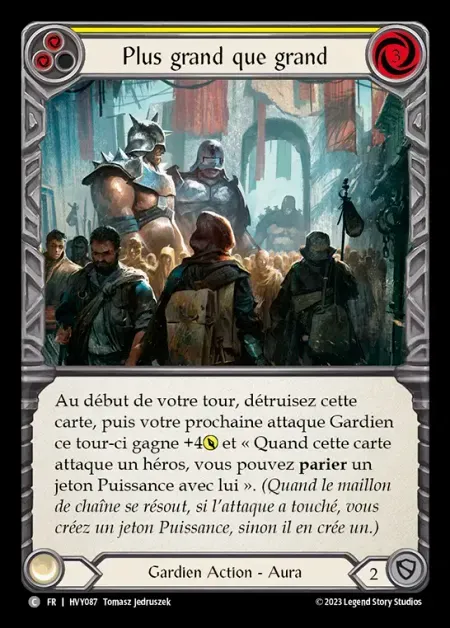 Plus grand que grand
3
Au début de votre tour, détruisez cette
carte, puis votre prochaine attaque Gardien
ce tour-ci gagne +4 et « Quand cette carte
attaque un héros, vous pouvez parier un
jeton Puissance avec lui ». (Quand le maillon
de chaîne se résout, si l'attaque a touché, vous
créez un jeton Puissance, sinon il en crée un.)
Gardien Action - Aura
2
C FR | HVY087 Tomasz Jedruszek
© 2023 Legend Story Studios